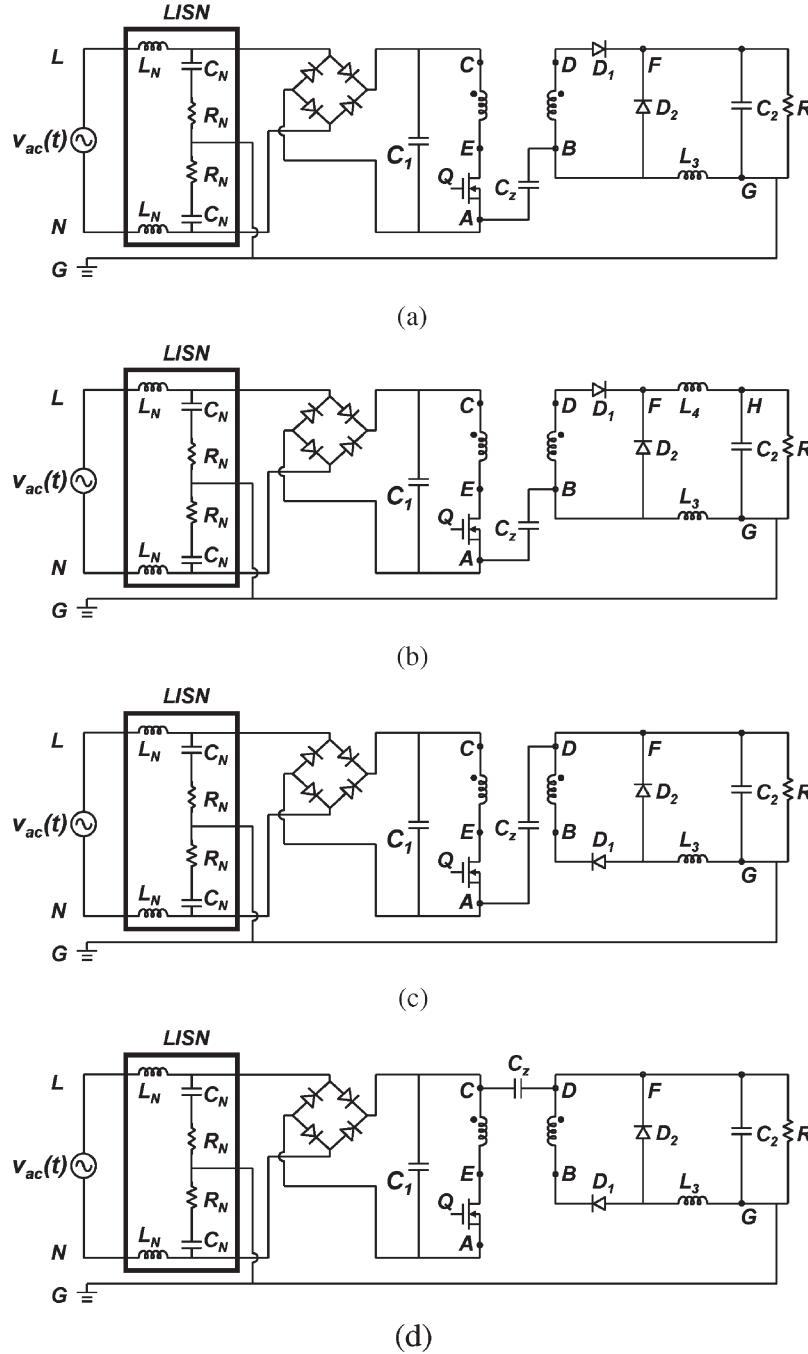 LISN
L
L_N
C_N
C
D
D_1
F
R_N
v_ac(t)
C_1
D_2
C_2
R
E
B
R_N
Q
C_z
L_3
C_N
A
G
N
L_N
G
(a)
LISN
L
L_N
C_N
C
D
D_1
F
L_4
H
R_N
v_ac(t)
C_1
D_2
C_2
R
E
B
R_N
Q
C_z
L_3
C_N
A
G
N
L_N
G
(b)
LISN
L
L_N
C_N
C
D
F
R_N
v_ac(t)
C_1
C_z
D_2
C_2
R
E
B
R_N
Q
D_1
L_3
C_N
A
G
N
L_N
G
(c)
LISN
C_z
L
L_N
C_N
C
D
F
R_N
v_ac(t)
C_1
D_2
C_2
R
E
B
R_N
Q
D_1
L_3
C_N
A
G
N
L_N
G
(d)